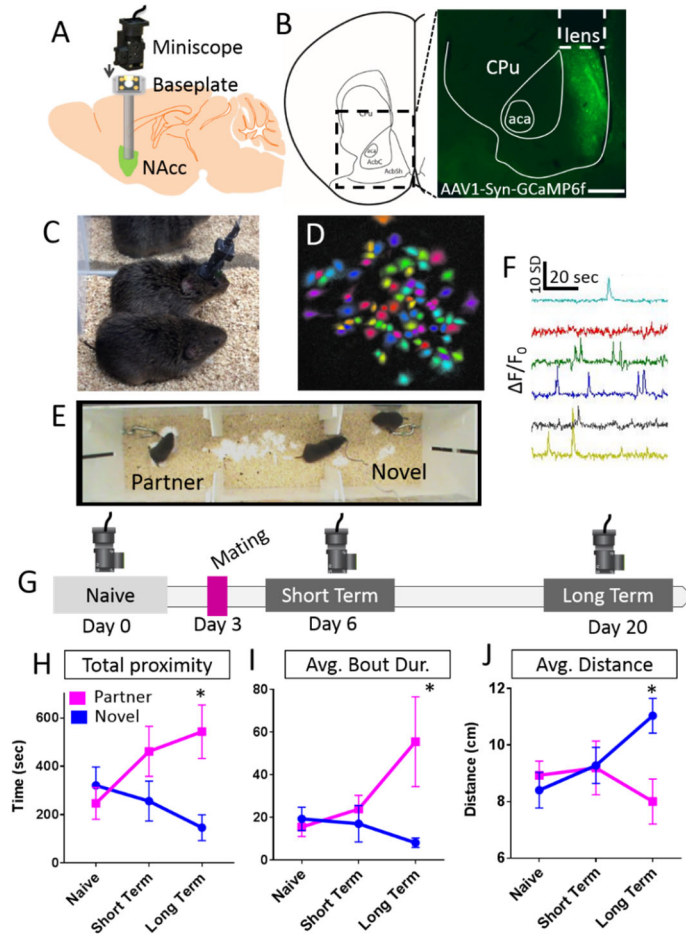 A
Miniscope
Baseplate
NAcc
B
CPu
aca
AcbC
AcbSh
lens
CPu
aca
AAV1-Syn-GCaMP6f
C
D
F
10 SD
20 sec
ΔF/F0
E
Partner
Novel
G
Mating
Naive
Short Term
Long Term
Day 0
Day 3
Day 6
Day 20
H
Total proximity
Partner
Novel
*
Time (sec)
600
400
200
0
Naive
Short Term
Long Term
I
Avg. Bout Dur.
*
80
60
40
20
0
Naive
Short Term
Long Term
J
Avg. Distance
*
Distance (cm)
12
10
8
6
Naive
Short Term
Long Term